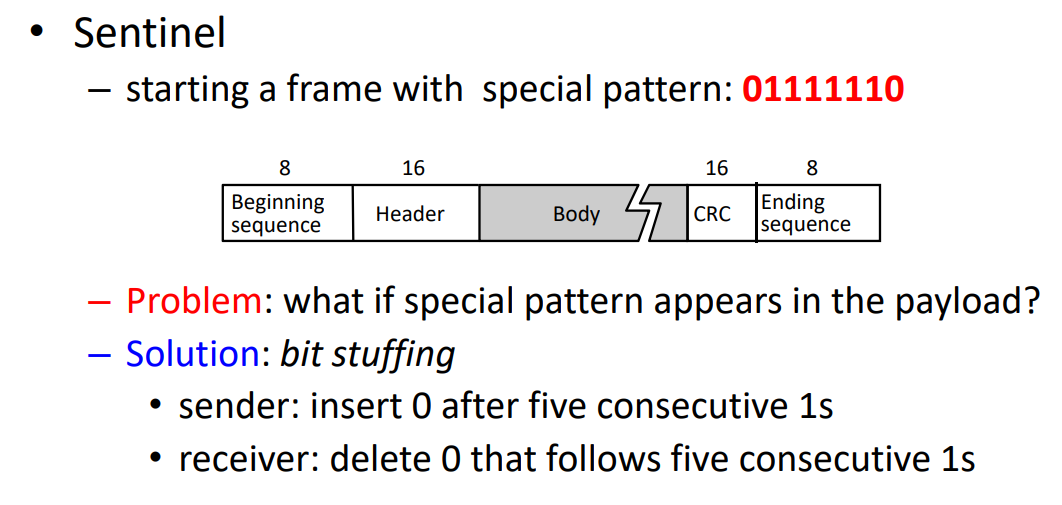 • Sentinel
– starting a frame with special pattern: 01111110
8 16 16 8
Beginning sequence Header Body CRC Ending sequence
– Problem: what if special pattern appears in the payload?
– Solution: bit stuffing
• sender: insert 0 after five consecutive 1s
• receiver: delete 0 that follows five consecutive 1s